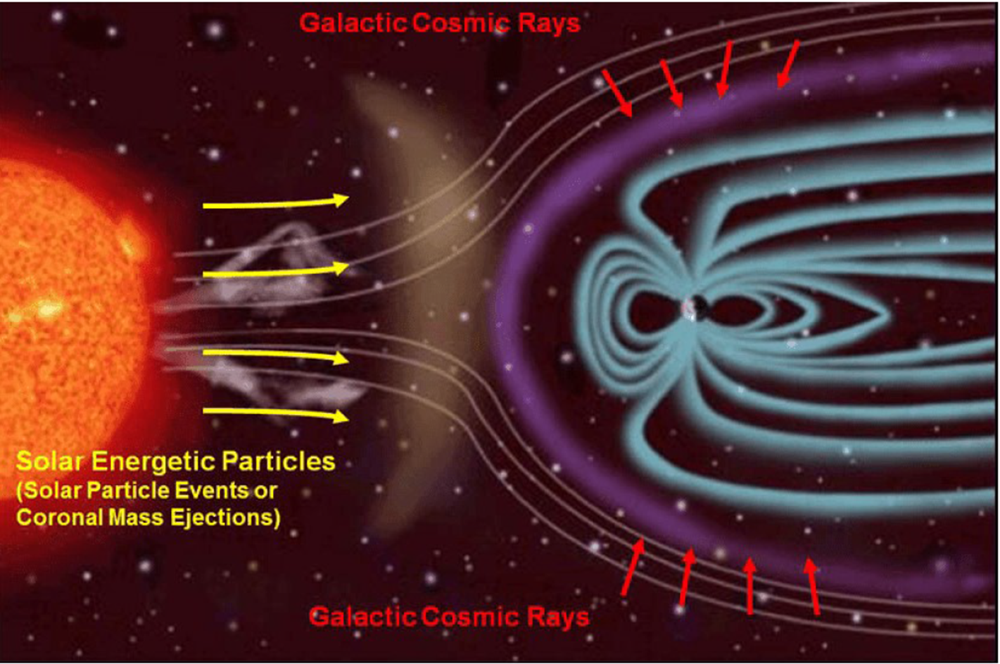 Galactic Cosmic Rays
Solar Energetic Particles
(Solar Particle Events or
Coronal Mass Ejections)
Galactic Cosmic Rays